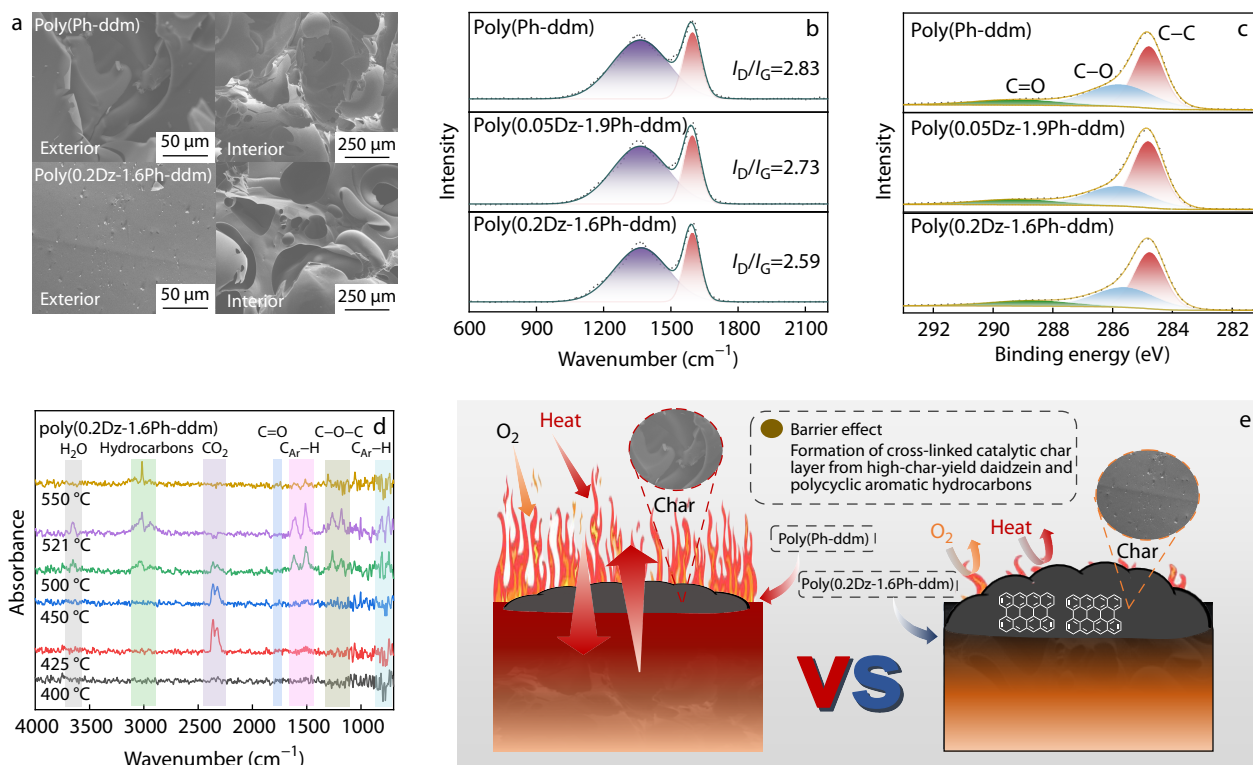 a
Poly(Ph-ddm)
Exterior
50 μm
Interior
250 μm
Poly(0.2Dz-1.6Ph-ddm)
Exterior
50 μm
Interior
250 μm
b
Poly(Ph-ddm)
I_D/I_G=2.83
Poly(0.05Dz-1.9Ph-ddm)
I_D/I_G=2.73
Poly(0.2Dz-1.6Ph-ddm)
I_D/I_G=2.59
Intensity
600 900 1200 1500 1800 2100
Wavenumber (cm⁻¹)
c
Poly(Ph-ddm)
C−C
C−O
C=O
Poly(0.05Dz-1.9Ph-ddm)
Poly(0.2Dz-1.6Ph-ddm)
Intensity
292 290 288 286 284 282
Binding energy (eV)
d
poly(0.2Dz-1.6Ph-ddm)
C=O C−O−C
H₂O Hydrocarbons CO₂ C_Ar−H C_Ar−H
550 °C
521 °C
500 °C
450 °C
425 °C
400 °C
Absorbance
4000 3500 3000 2500 2000 1500 1000
Wavenumber (cm⁻¹)
e
O₂
Heat
Char
Barrier effect
Formation of cross-linked catalytic char
layer from high-char-yield daidzein and
polycyclic aromatic hydrocarbons
Poly(Ph-ddm)
Poly(0.2Dz-1.6Ph-ddm)
O₂
Heat
Char
VS